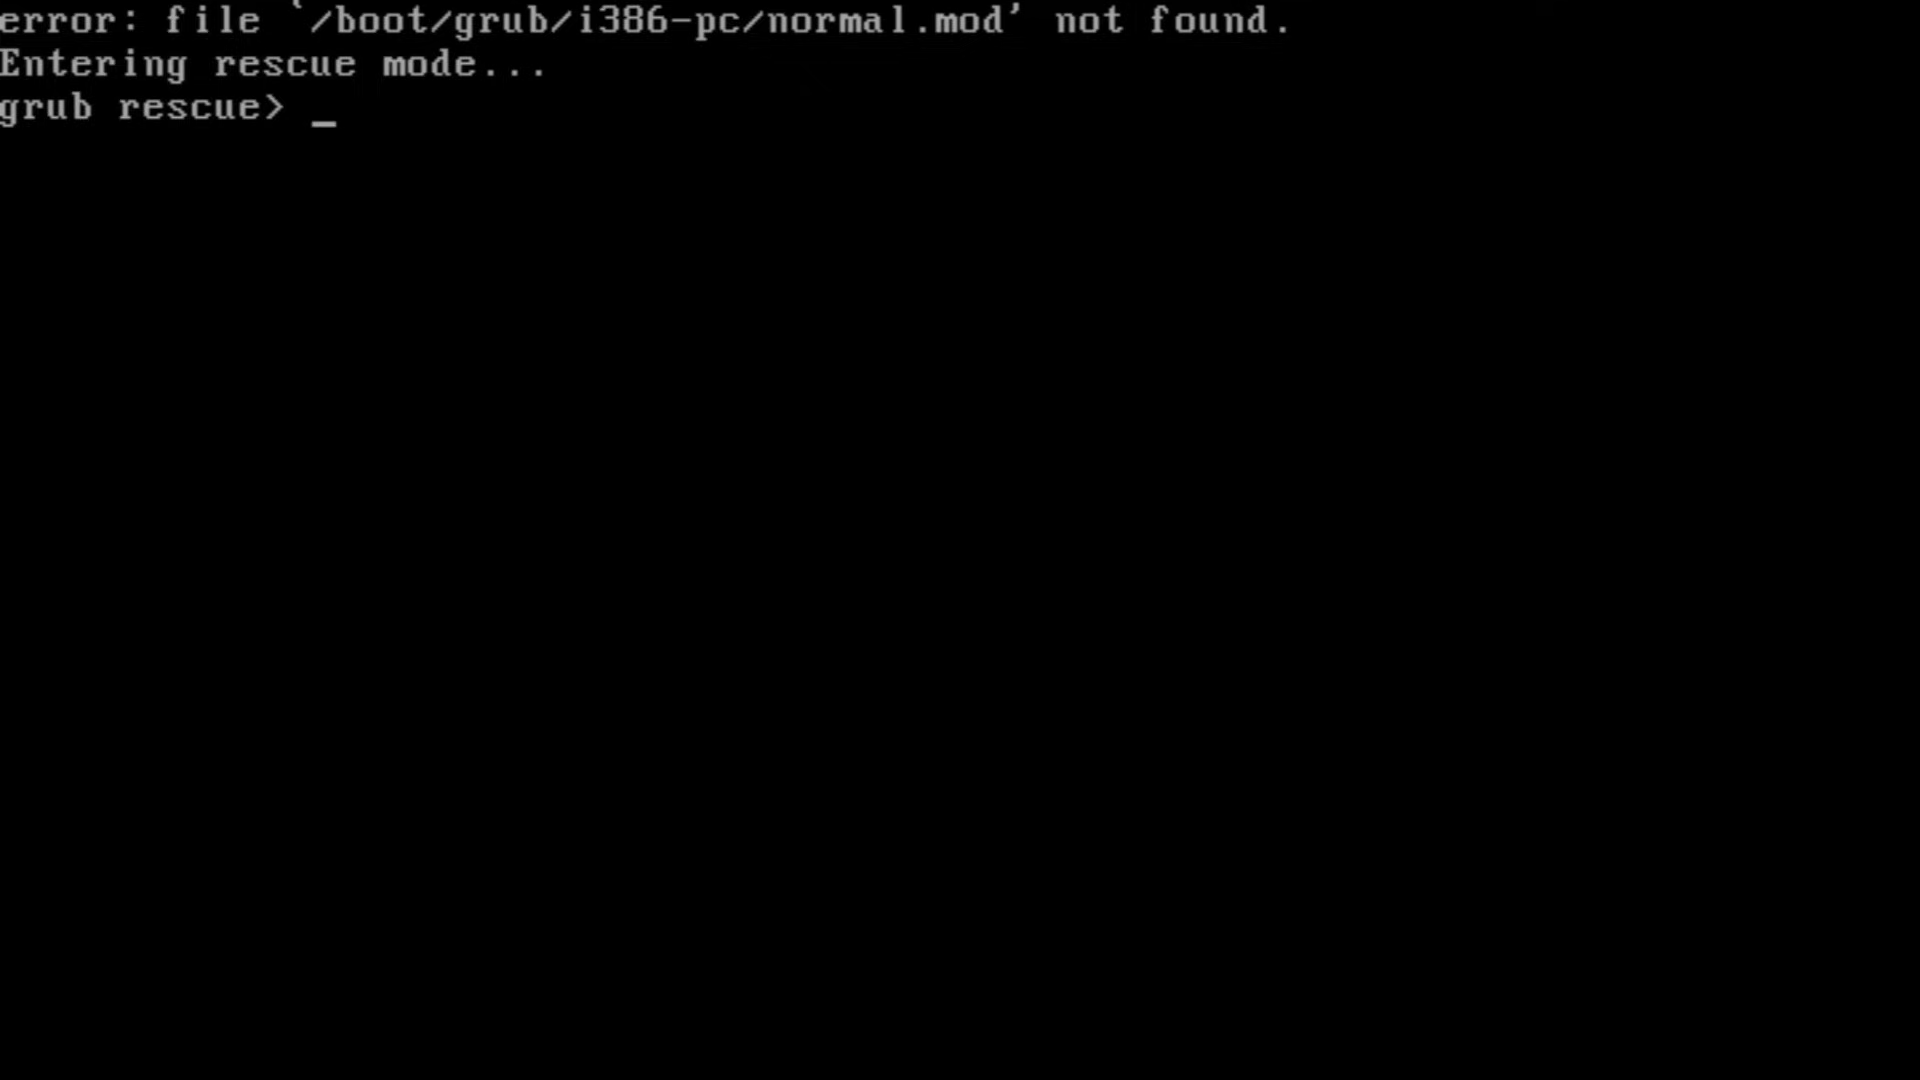 error: file `/boot/grub/i386-pc/normal.mod' not found.
Entering rescue mode...
grub rescue> _